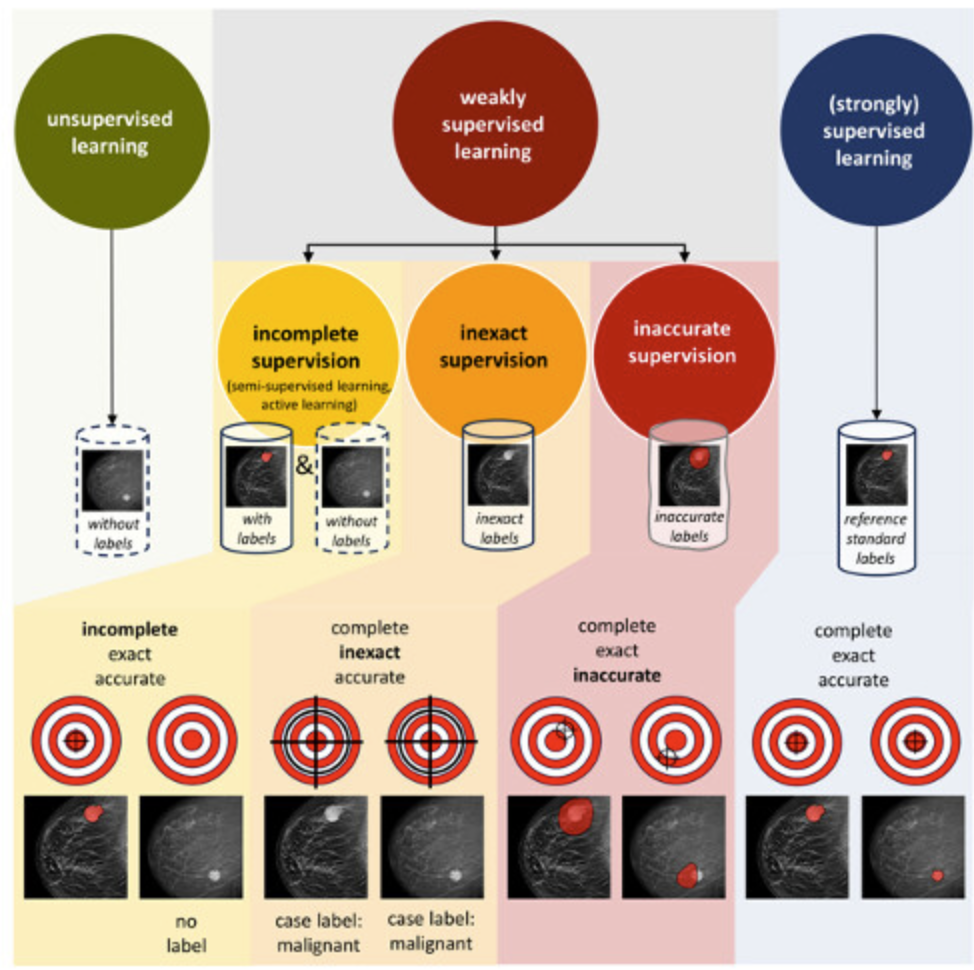 unsupervised
learning
weakly
supervised
learning
(strongly)
supervised
learning
incomplete
supervision
(semi-supervised learning,
active learning)
inexact
supervision
inaccurate
supervision
without
labels
with
labels
&
without
labels
inexact
labels
inaccurate
labels
reference
standard
labels
incomplete
exact
accurate
complete
inexact
accurate
complete
exact
inaccurate
complete
exact
accurate
no
label
case label:
malignant
case label:
malignant